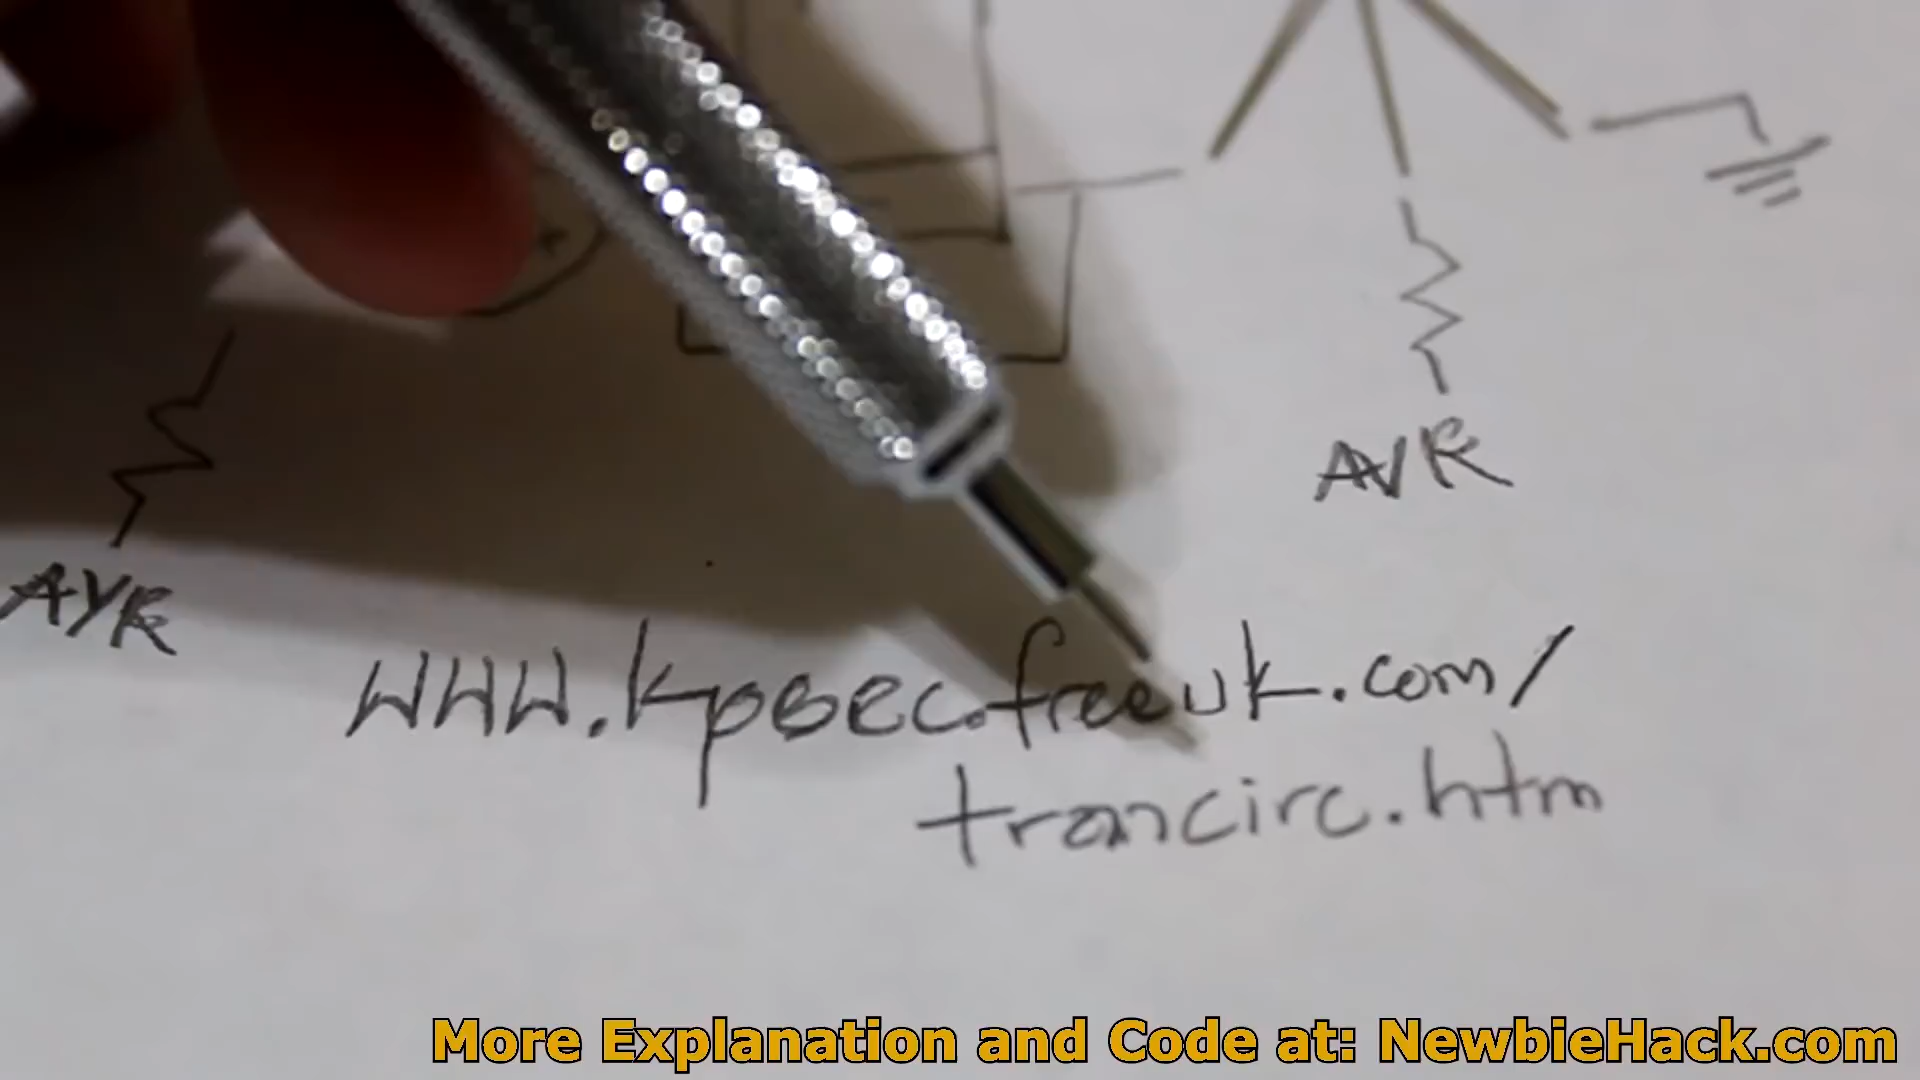 AVR
AVR
www.kpsec.freeuk.com/
trancirc.htm
More Explanation and Code at: NewbieHack.com